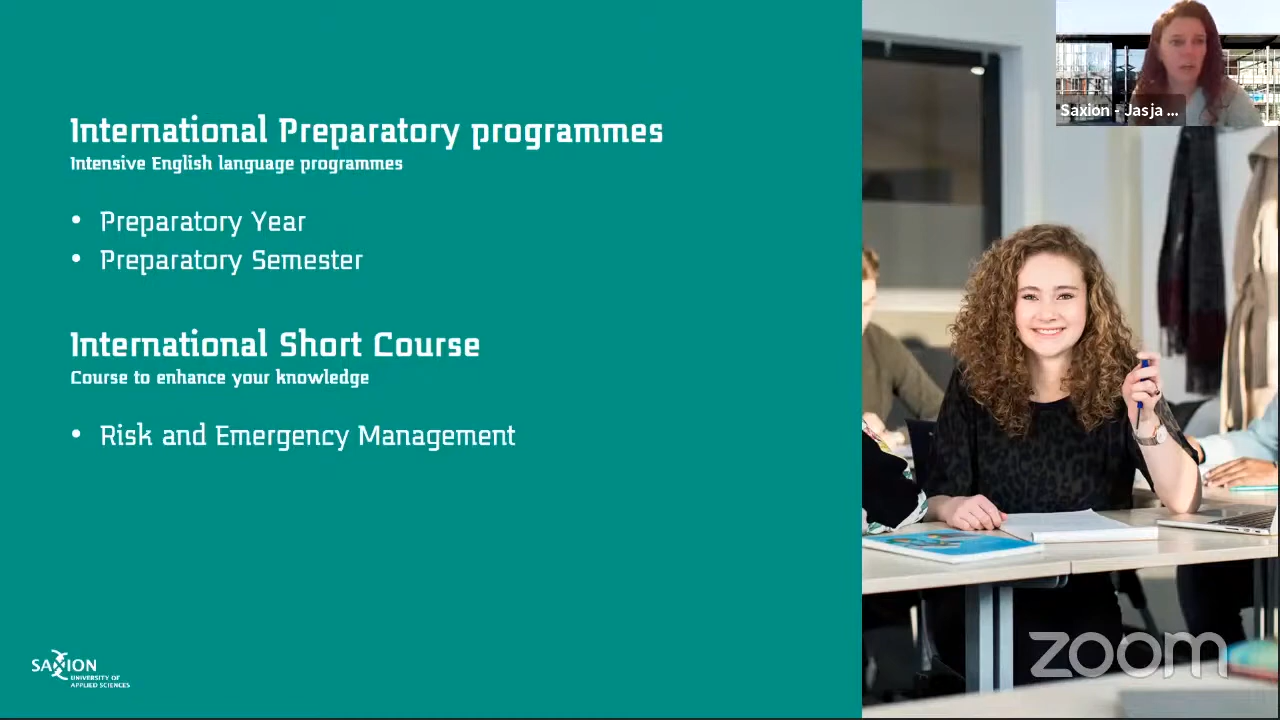 International Preparatory programmes
Intensive English language programmes
• Preparatory Year
• Preparatory Semester
International Short Course
Course to enhance your knowledge
• Risk and Emergency Management
SAXION
UNIVERSITY OF
APPLIED SCIENCES
Saxion - Jasja ...
zoom